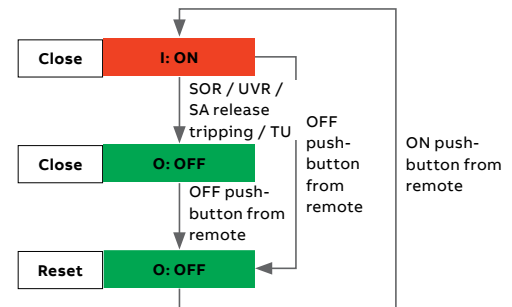 Close
I: ON
SOR / UVR /
SA release
tripping / TU
OFF
push-
button
from
remote
ON push-
button from
remote
Close
O: OFF
OFF push-
button from
remote
Reset
O: OFF